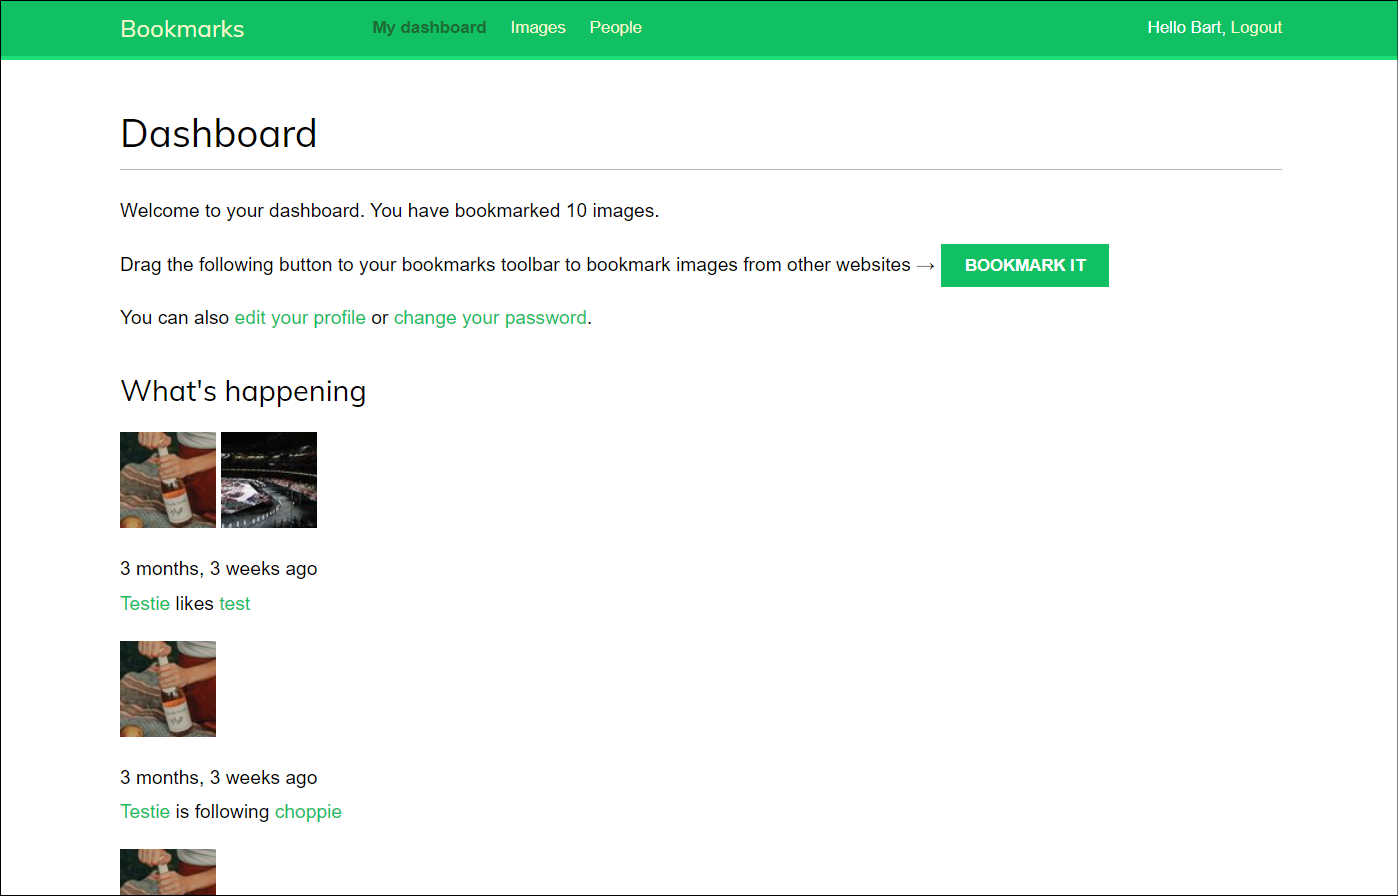 Bookmarks My dashboard Images People Hello Bart, Logout
Dashboard
Welcome to your dashboard. You have bookmarked 10 images.
Drag the following button to your bookmarks toolbar to bookmark images from other websites → BOOKMARK IT
You can also edit your profile or change your password.
What's happening
3 months, 3 weeks ago
Testie likes test
3 months, 3 weeks ago
Testie is following choppie